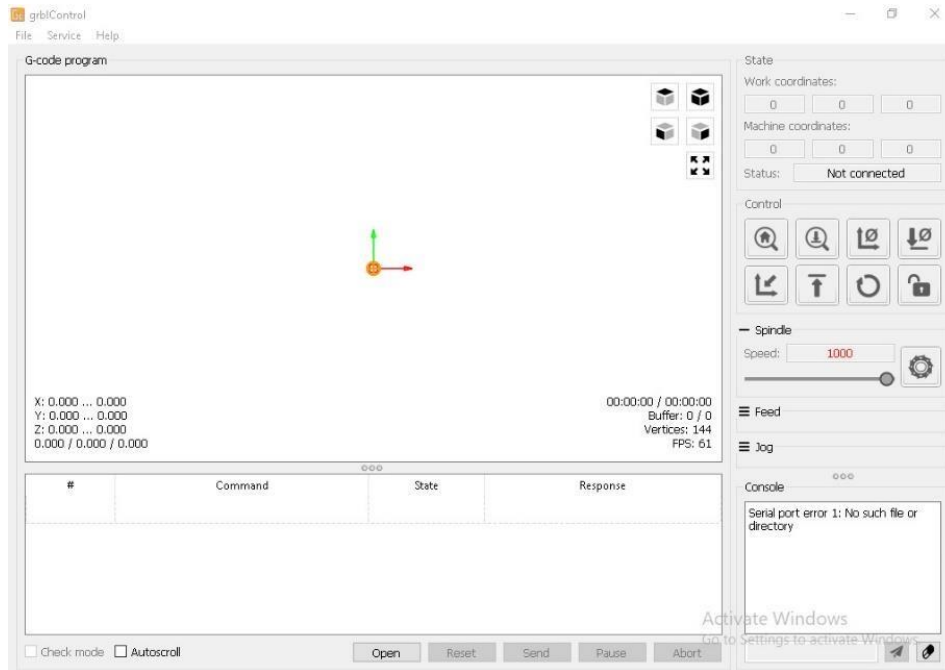 grblControl
File Service Help
G-code program
X: 0.000 ... 0.000
Y: 0.000 ... 0.000
Z: 0.000 ... 0.000
0.000 / 0.000 / 0.000
00:00:00 / 00:00:00
Buffer: 0 / 0
Vertices: 144
FPS: 61
# Command State Response
Check mode Autoscroll Open Reset Send Pause Abort
State
Work coordinates:
0 0 0
Machine coordinates:
0 0 0
Status: Not connected
Control
Spindle
Speed: 1000
Feed
Jog
Console
Serial port error 1: No such file or
directory
Activate Windows
Go to Settings to activate Windows.